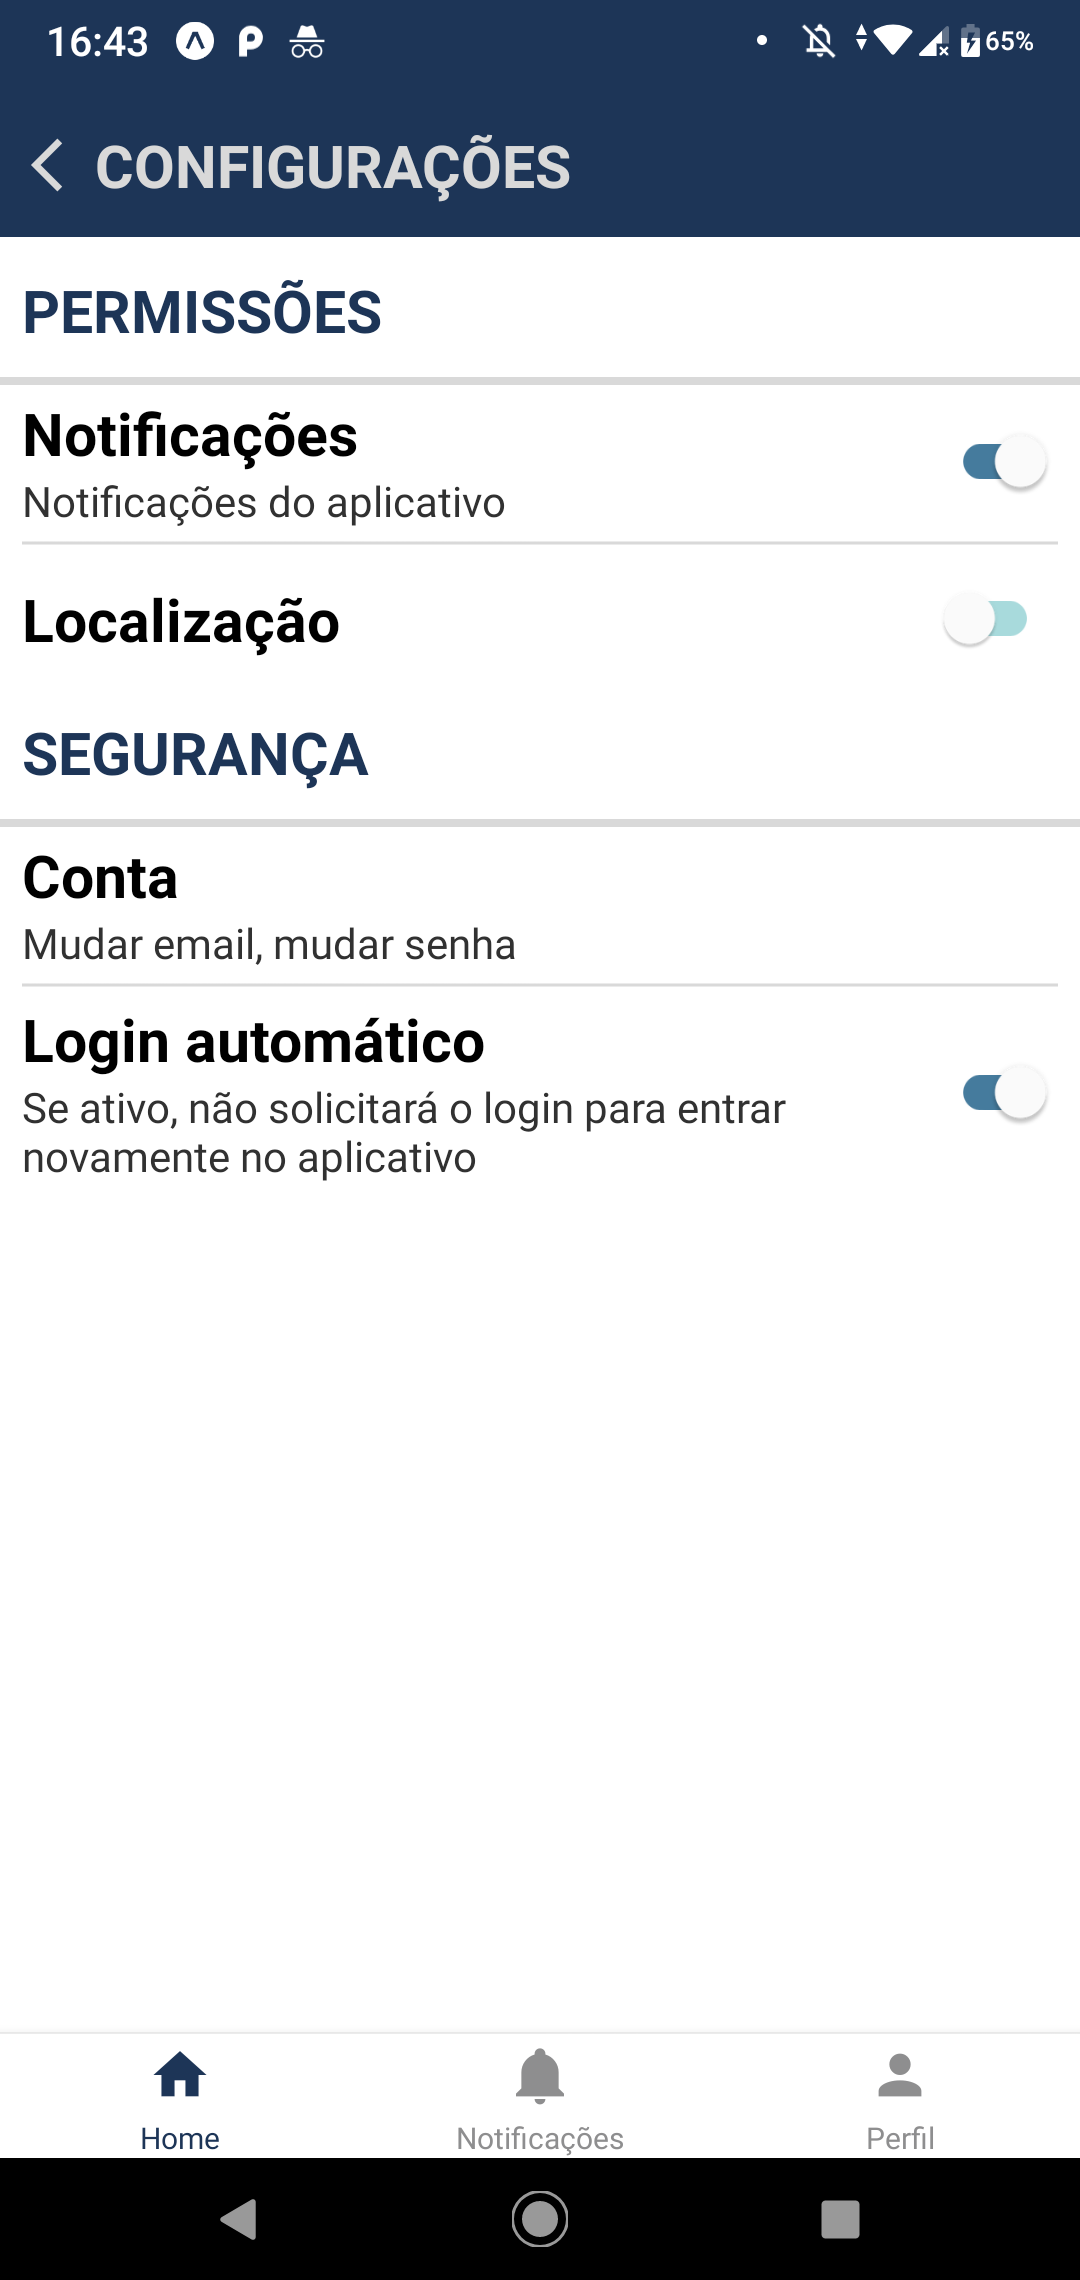 16:43
65%
CONFIGURAÇÕES
PERMISSÕES
Notificações
Notificações do aplicativo
Localização
SEGURANÇA
Conta
Mudar email, mudar senha
Login automático
Se ativo, não solicitará o login para entrar
novamente no aplicativo
Home
Notificações
Perfil